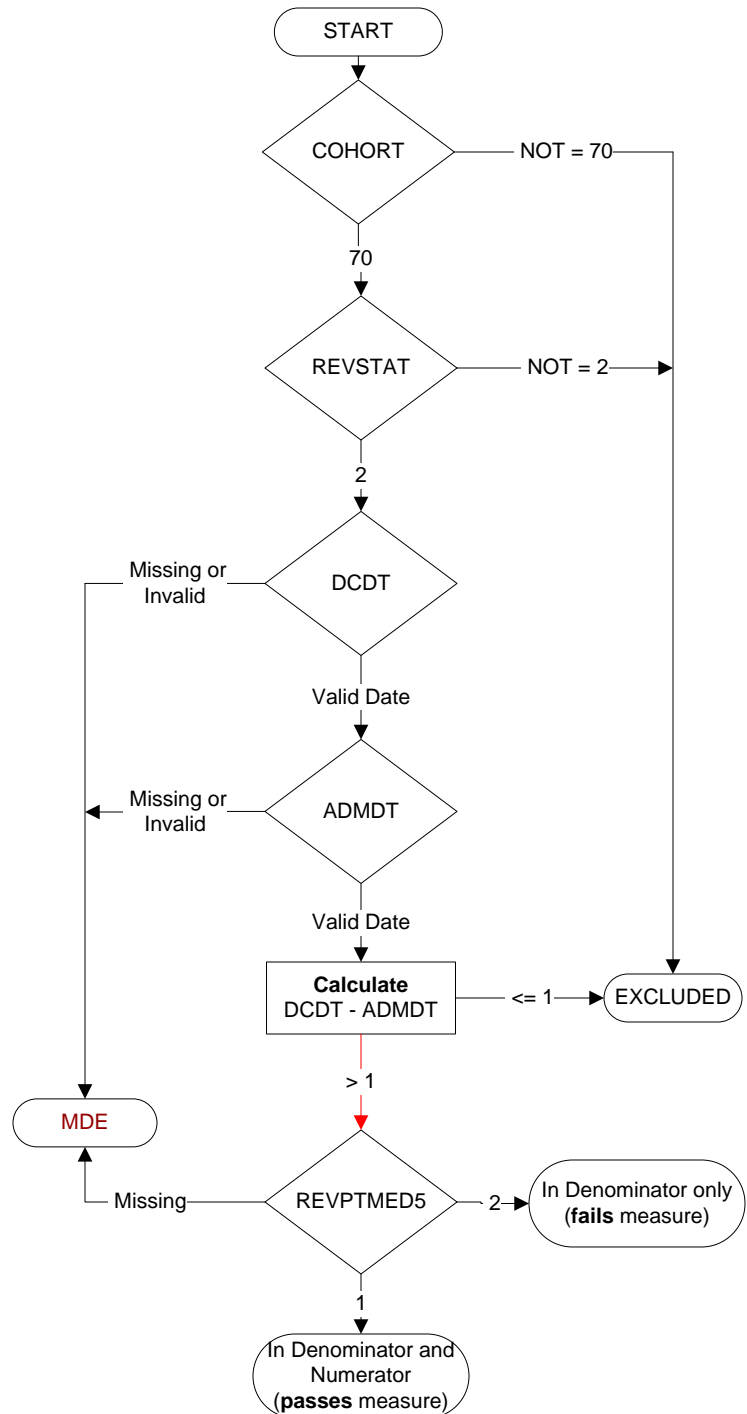 START
COHORT
NOT = 70
70
REVSTAT
NOT = 2
2
Missing or
Invalid
DCDT
Valid Date
Missing or
Invalid
ADMDT
Valid Date
Calculate
DCDT - ADMDT
<= 1
EXCLUDED
> 1
MDE
Missing
REVPTMED5
2
In Denominator only
(fails measure)
1
In Denominator and
Numerator
(passes measure)